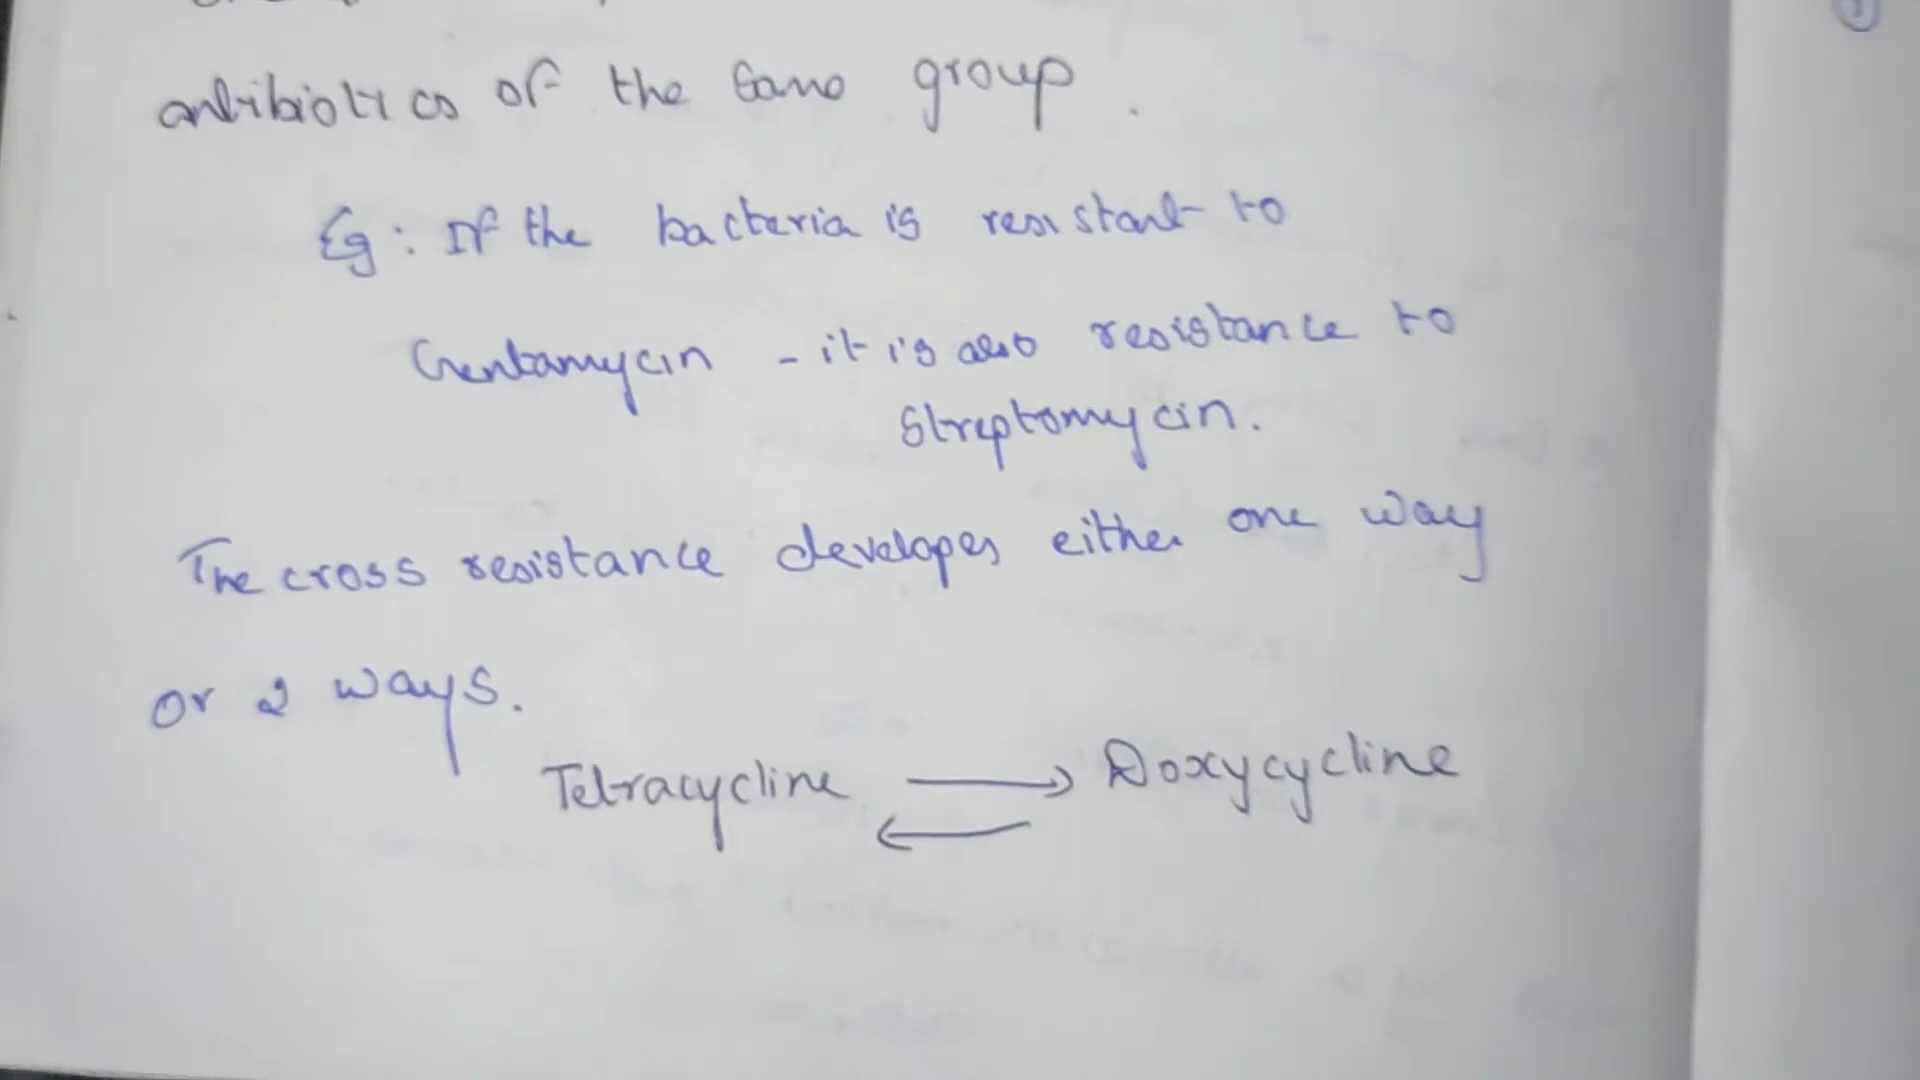 antibiotics of the same group.
Eg: If the bacteria is resistant to
Gentamycin - it is also resistance to
Streptomycin.
The cross resistance developes either one way
or 2 ways.
Tetracycline ⟶ Doxycycline
⟵